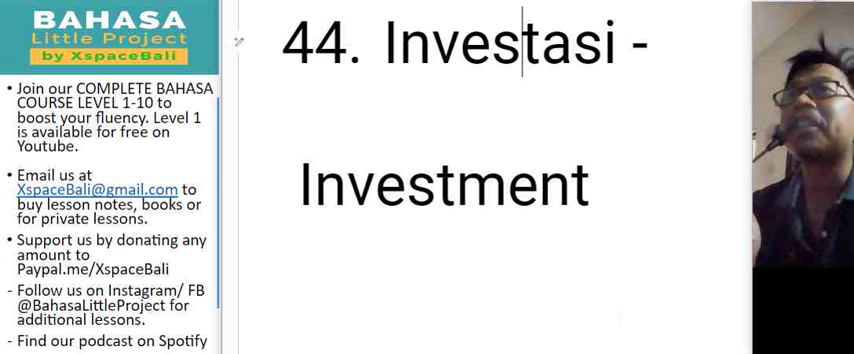 BAHASA
Little Project
by XspaceBali
• Join our COMPLETE BAHASA
COURSE LEVEL 1-10 to
boost your fluency. Level 1
is available for free on
Youtube.
• Email us at
XspaceBali@gmail.com to
buy lesson notes, books or
for private lessons.
• Support us by donating any
amount to
Paypal.me/XspaceBali
- Follow us on Instagram/ FB
@BahasaLittleProject for
additional lessons.
- Find our podcast on Spotify
44. Investasi -
Investment